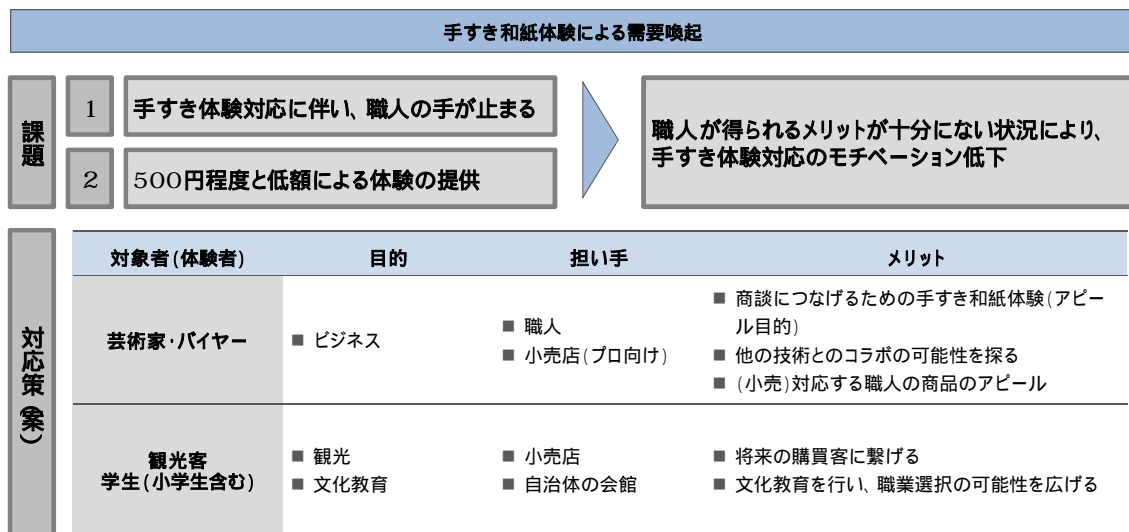 手すき和紙体験による需要喚起
課題
1
手すき体験対応に伴い、職人の手が止まる
2
500円程度と低額による体験の提供
職人が得られるメリットが十分にない状況により、
手すき体験対応のモチベーション低下
対応策(案)
対象者(体験者)
目的
担い手
メリット
芸術家・バイヤー
■ ビジネス
■ 職人
■ 小売店(プロ向け)
■ 商談につなげるための手すき和紙体験(アピー
ル目的)
■ 他の技術とのコラボの可能性を探る
■ (小売)対応する職人の商品のアピール
観光客
学生(小学生含む)
■ 観光
■ 文化教育
■ 小売店
■ 自治体の会館
■ 将来の購買客に繋げる
■ 文化教育を行い、職業選択の可能性を広げる